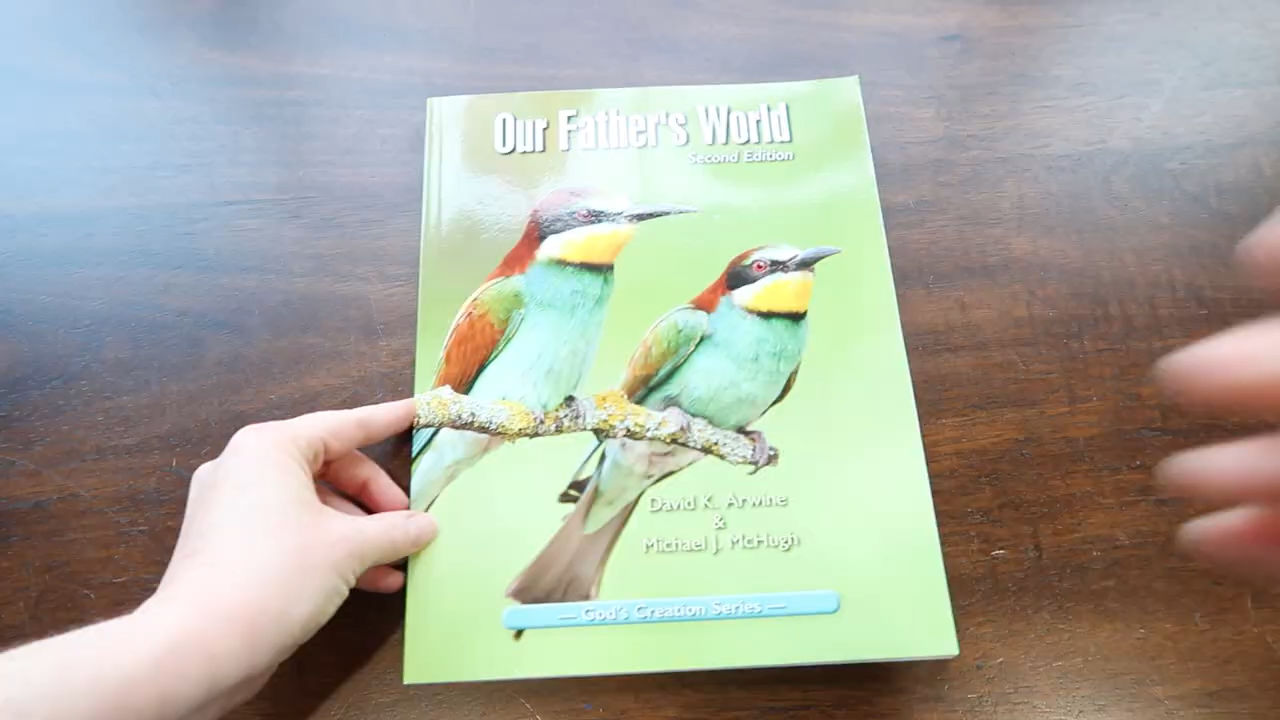 Our Father's World
Second Edition
David K. Arwine
&
Michael J. McHugh
— God's Creation Series —